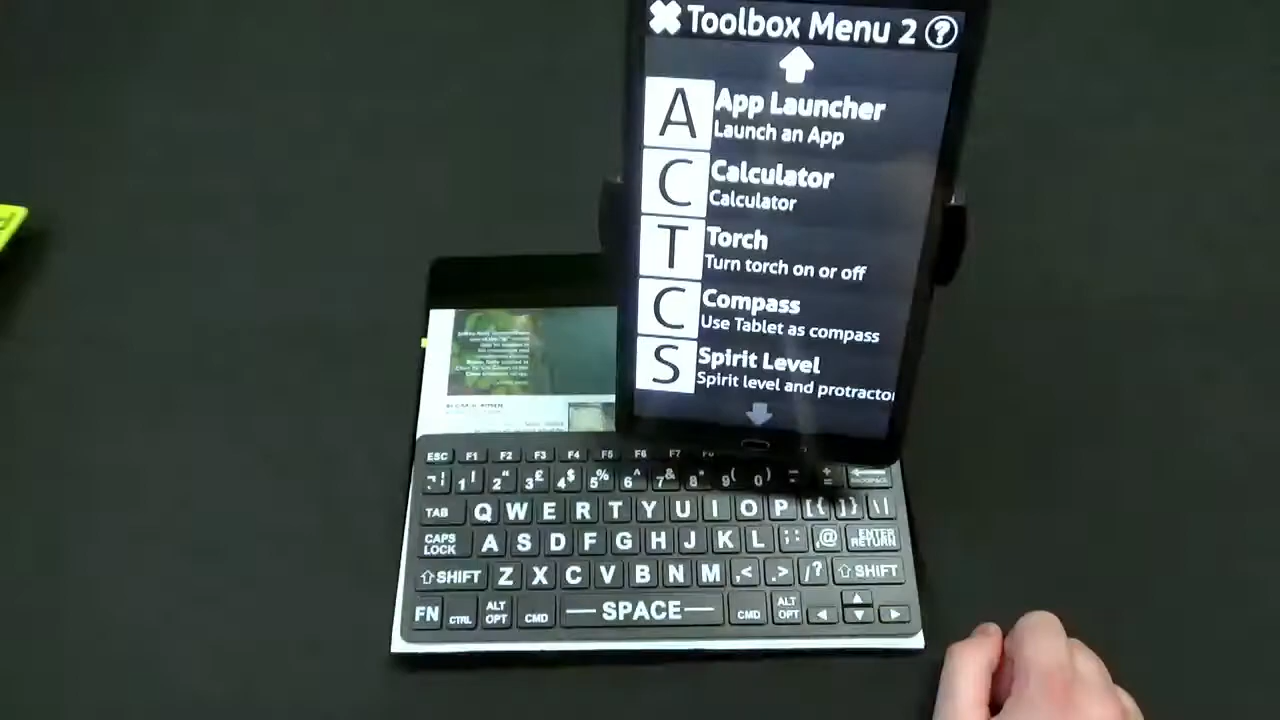 Toolbox Menu 2 ?
A App Launcher
Launch an App
C Calculator
Calculator
T Torch
Turn torch on or off
C Compass
Use Tablet as compass
S Spirit Level
Spirit level and protractor
ESC F1 F2 F3 F4 F5 F6 F7
1! 2" 3£ 4$ 5% 6^ 7& 8* 9( 0)
TAB Q W E R T Y U I O P [{ ]} \|
CAPS LOCK A S D F G H J K L ;: @ ENTER RETURN
SHIFT Z X C V B N M ,< .> /? SHIFT
FN CTRL ALT OPT CMD SPACE CMD ALT OPT